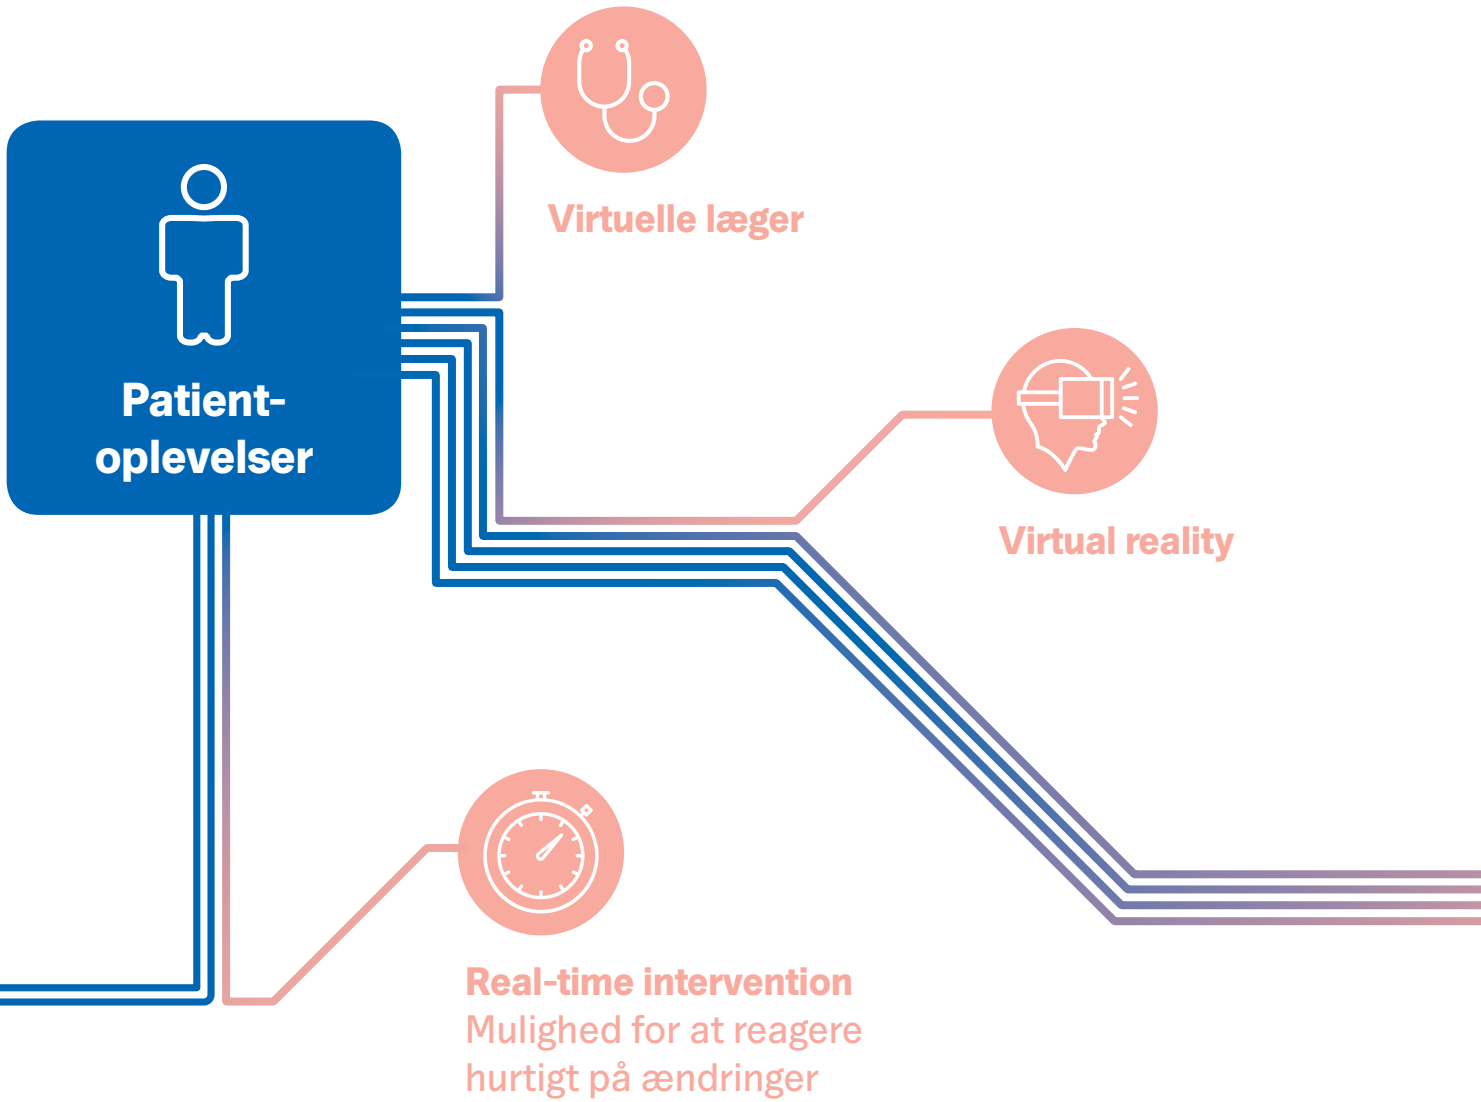 Virtuelle læger
Patient-
oplevelser
Virtual reality
Real-time intervention
Mulighed for at reagere
hurtigt på ændringer